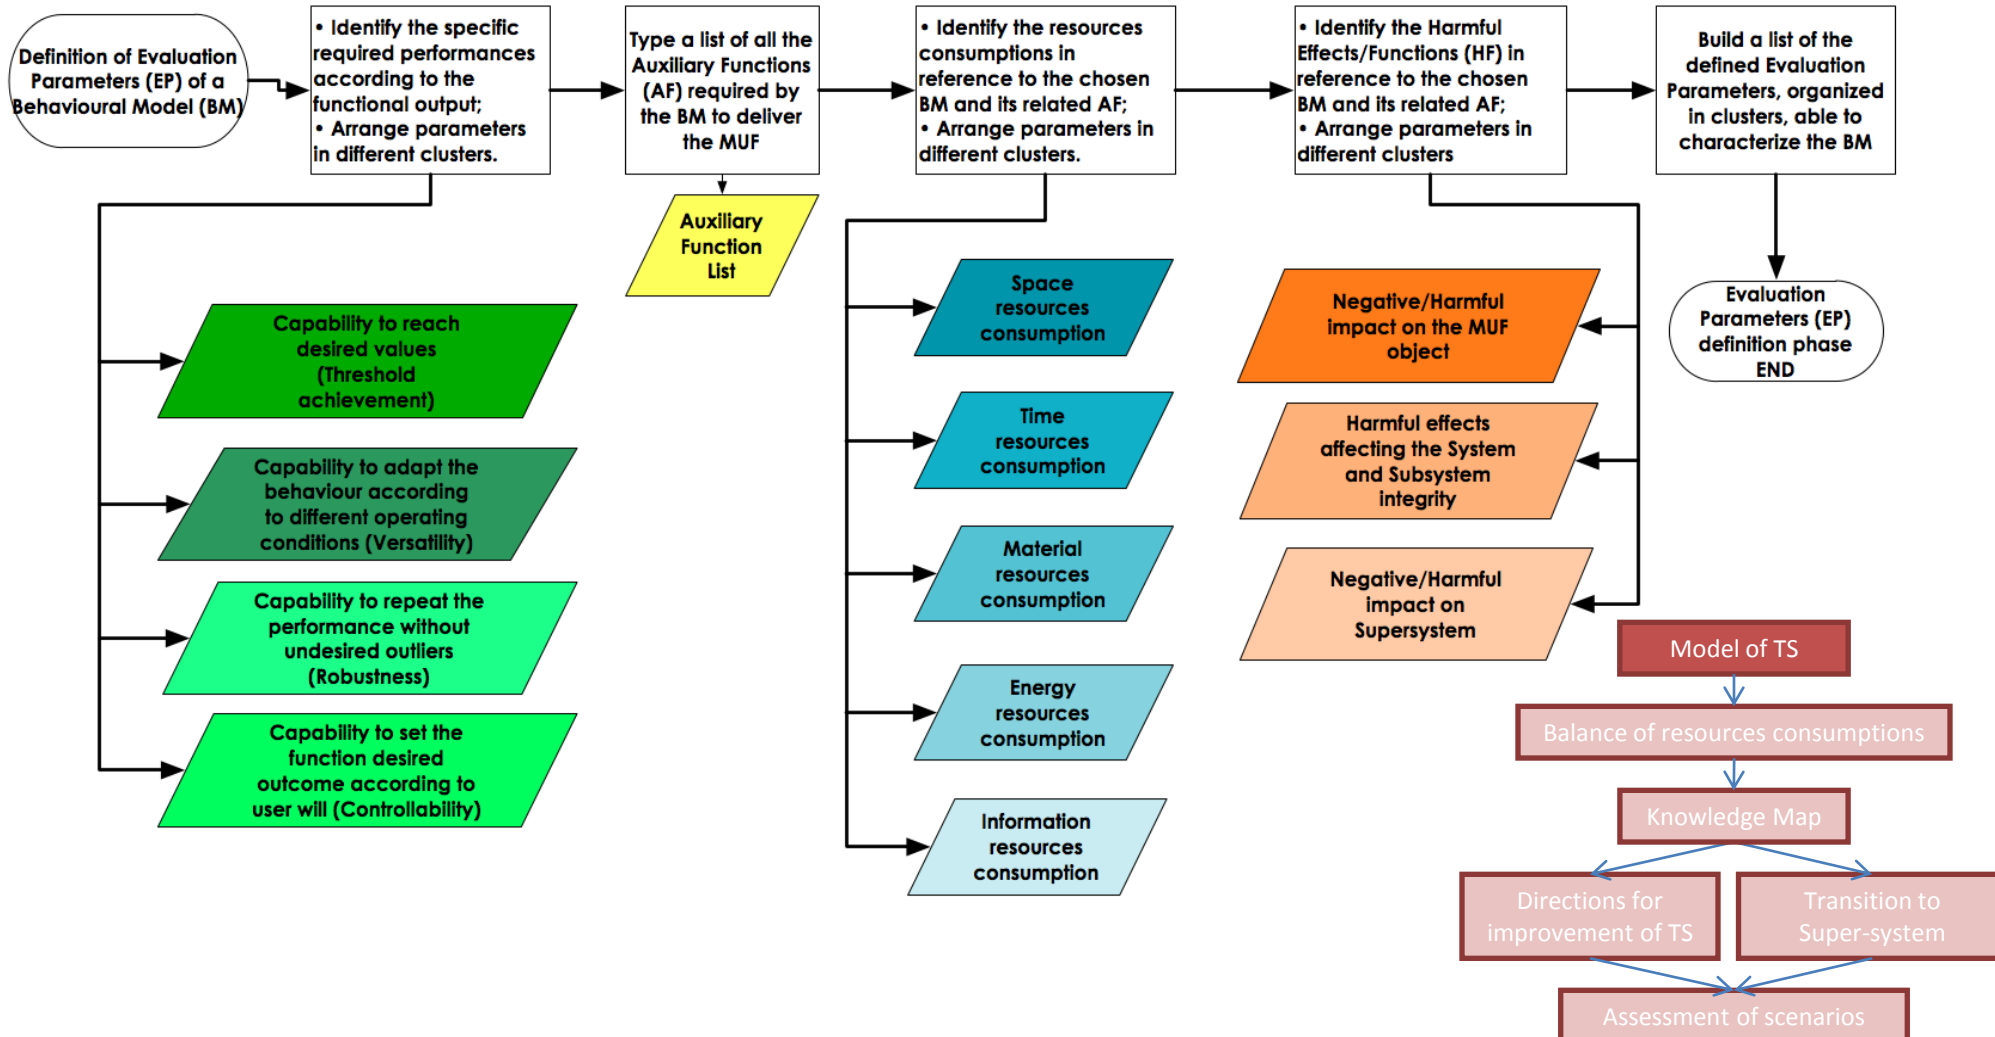 Definition of Evaluation
Parameters (EP) of a
Behavioural Model (BM)
• Identify the specific
required performances
according to the
functional output;
• Arrange parameters
in different clusters.
Type a list of all the
Auxiliary Functions
(AF) required by
the BM to deliver
the MUF
• Identify the resources
consumptions in
reference to the chosen
BM and its related AF;
• Arrange parameters in
different clusters.
• Identify the Harmful
Effects/Functions (HF) in
reference to the chosen
BM and its related AF;
• Arrange parameters in
different clusters
Build a list of the
defined Evaluation
Parameters, organized
in clusters, able to
characterize the BM
Auxiliary
Function
List
Capability to reach
desired values
(Threshold
achievement)
Capability to adapt the
behaviour according
to different operating
conditions (Versatility)
Capability to repeat the
performance without
undesired outliers
(Robustness)
Capability to set the
function desired
outcome according to
user will (Controllability)
Space
resources
consumption
Time
resources
consumption
Material
resources
consumption
Energy
resources
consumption
Information
resources
consumption
Negative/Harmful
impact on the MUF
object
Harmful effects
affecting the System
and Subsystem
integrity
Negative/Harmful
impact on
Supersystem
Evaluation
Parameters (EP)
definition phase
END
Model of TS
Balance of resources consumptions
Knowledge Map
Directions for
improvement of TS
Transition to
Super-system
Assessment of scenarios